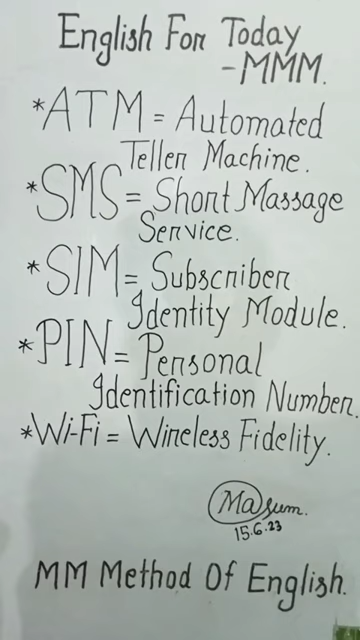 English For Today
-MMM.
*ATM = Automated
Teller Machine.
*SMS = Short Massage
Service.
*SIM = Subscriber
Identity Module.
*PIN = Personal
Identification Number.
*Wi-Fi = Wireless Fidelity.
Masum.
15.6.23
MM Method Of English.